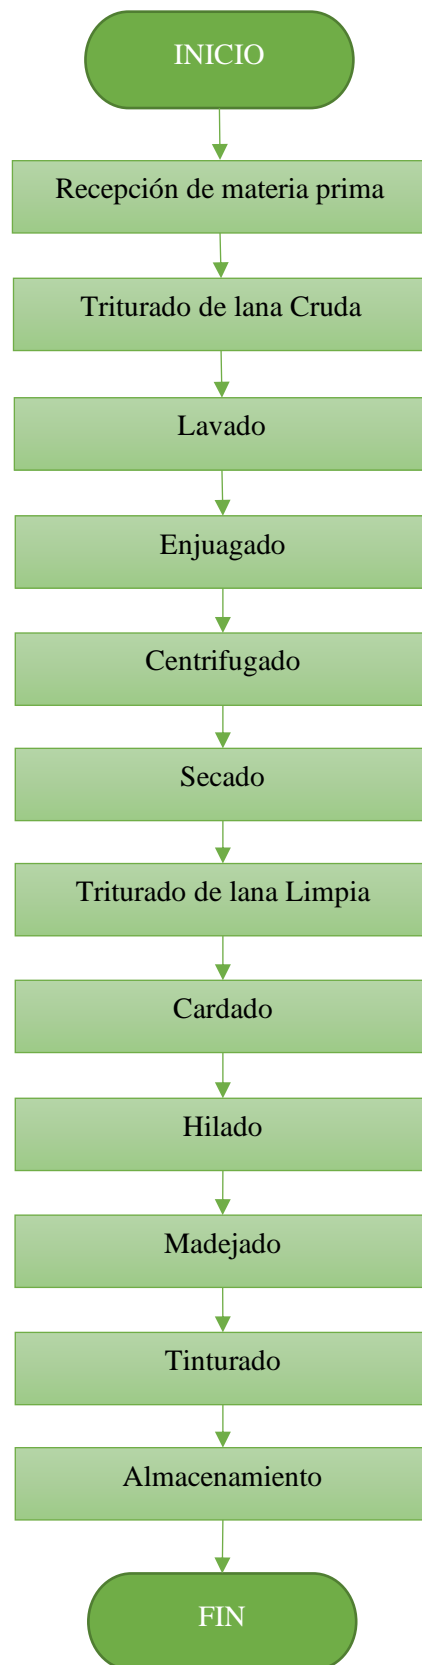 INICIO
Recepción de materia prima
Triturado de lana Cruda
Lavado
Enjuagado
Centrifugado
Secado
Triturado de lana Limpia
Cardado
Hilado
Madejado
Tinturado
Almacenamiento
FIN